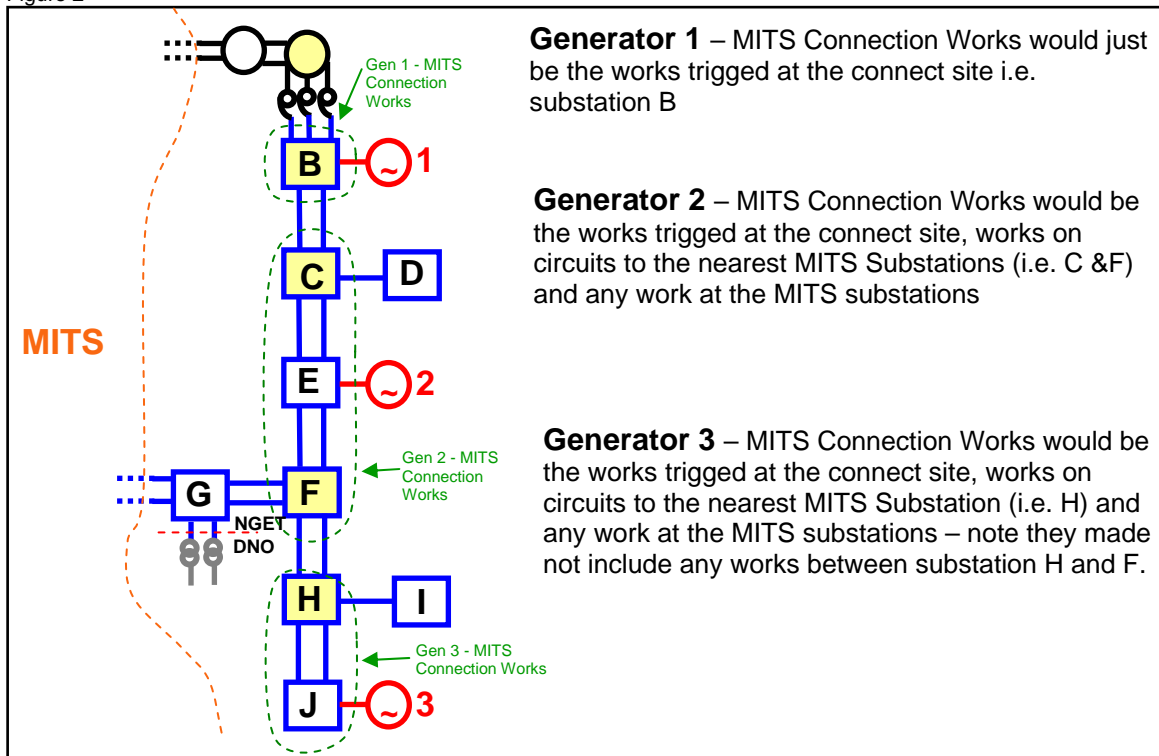 Generator 1 – MITS Connection Works would just
be the works trigged at the connect site i.e.
substation B
Gen 1 - MITS
Connection
Works
B
~
1
Generator 2 – MITS Connection Works would be
the works trigged at the connect site, works on
circuits to the nearest MITS Substations (i.e. C &F)
and any work at the MITS substations
C
D
MITS
E
~
2
Gen 2 - MITS
Connection
Works
Generator 3 – MITS Connection Works would be
the works trigged at the connect site, works on
circuits to the nearest MITS Substation (i.e. H) and
any work at the MITS substations – note they made
not include any works between substation H and F.
G
F
NGET
DNO
H
I
Gen 3 - MITS
Connection Works
J
~
3